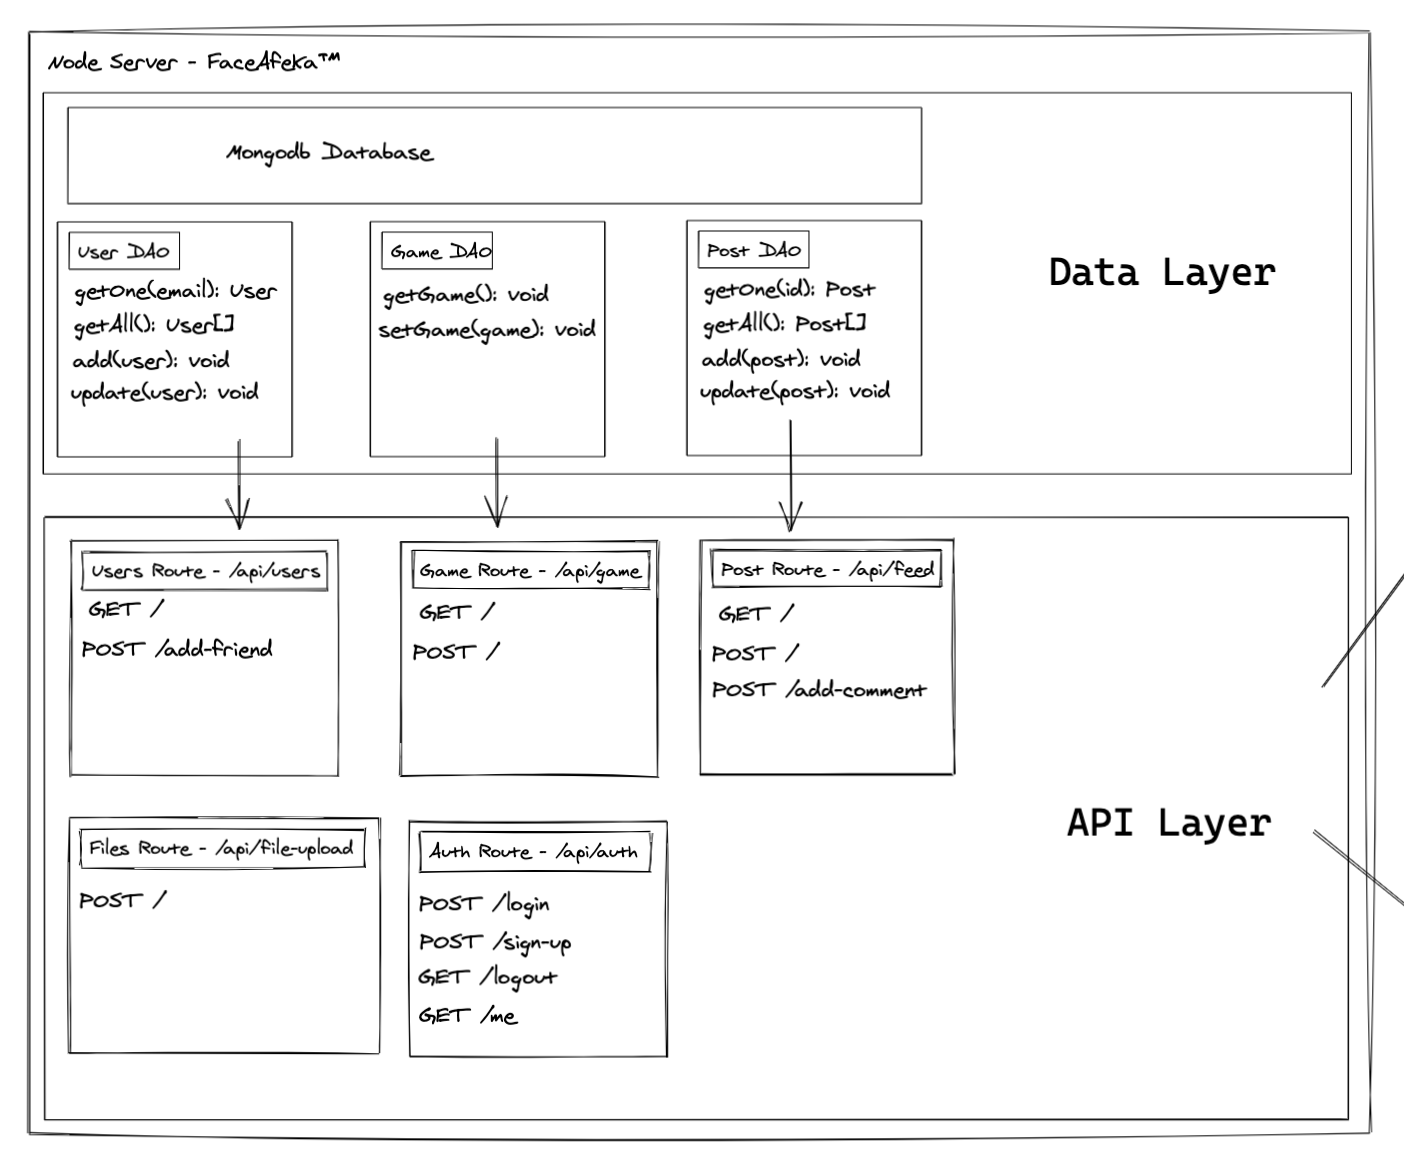 Node Server - FaceAfeka™
Mongodb Database
User DAO
getOne(email): User
getAll(): User[]
add(user): void
update(user): void
Game DAO
getGame(): void
setGame(game): void
Post DAO
getOne(id): Post
getAll(): Post[]
add(post): void
update(post): void
Data Layer
Users Route - /api/users
GET /
POST /add-friend
Game Route - /api/game
GET /
POST /
Post Route - /api/feed
GET /
POST /
POST /add-comment
API Layer
Files Route - /api/file-upload
POST /
Auth Route - /api/auth
POST /login
POST /sign-up
GET /logout
GET /me